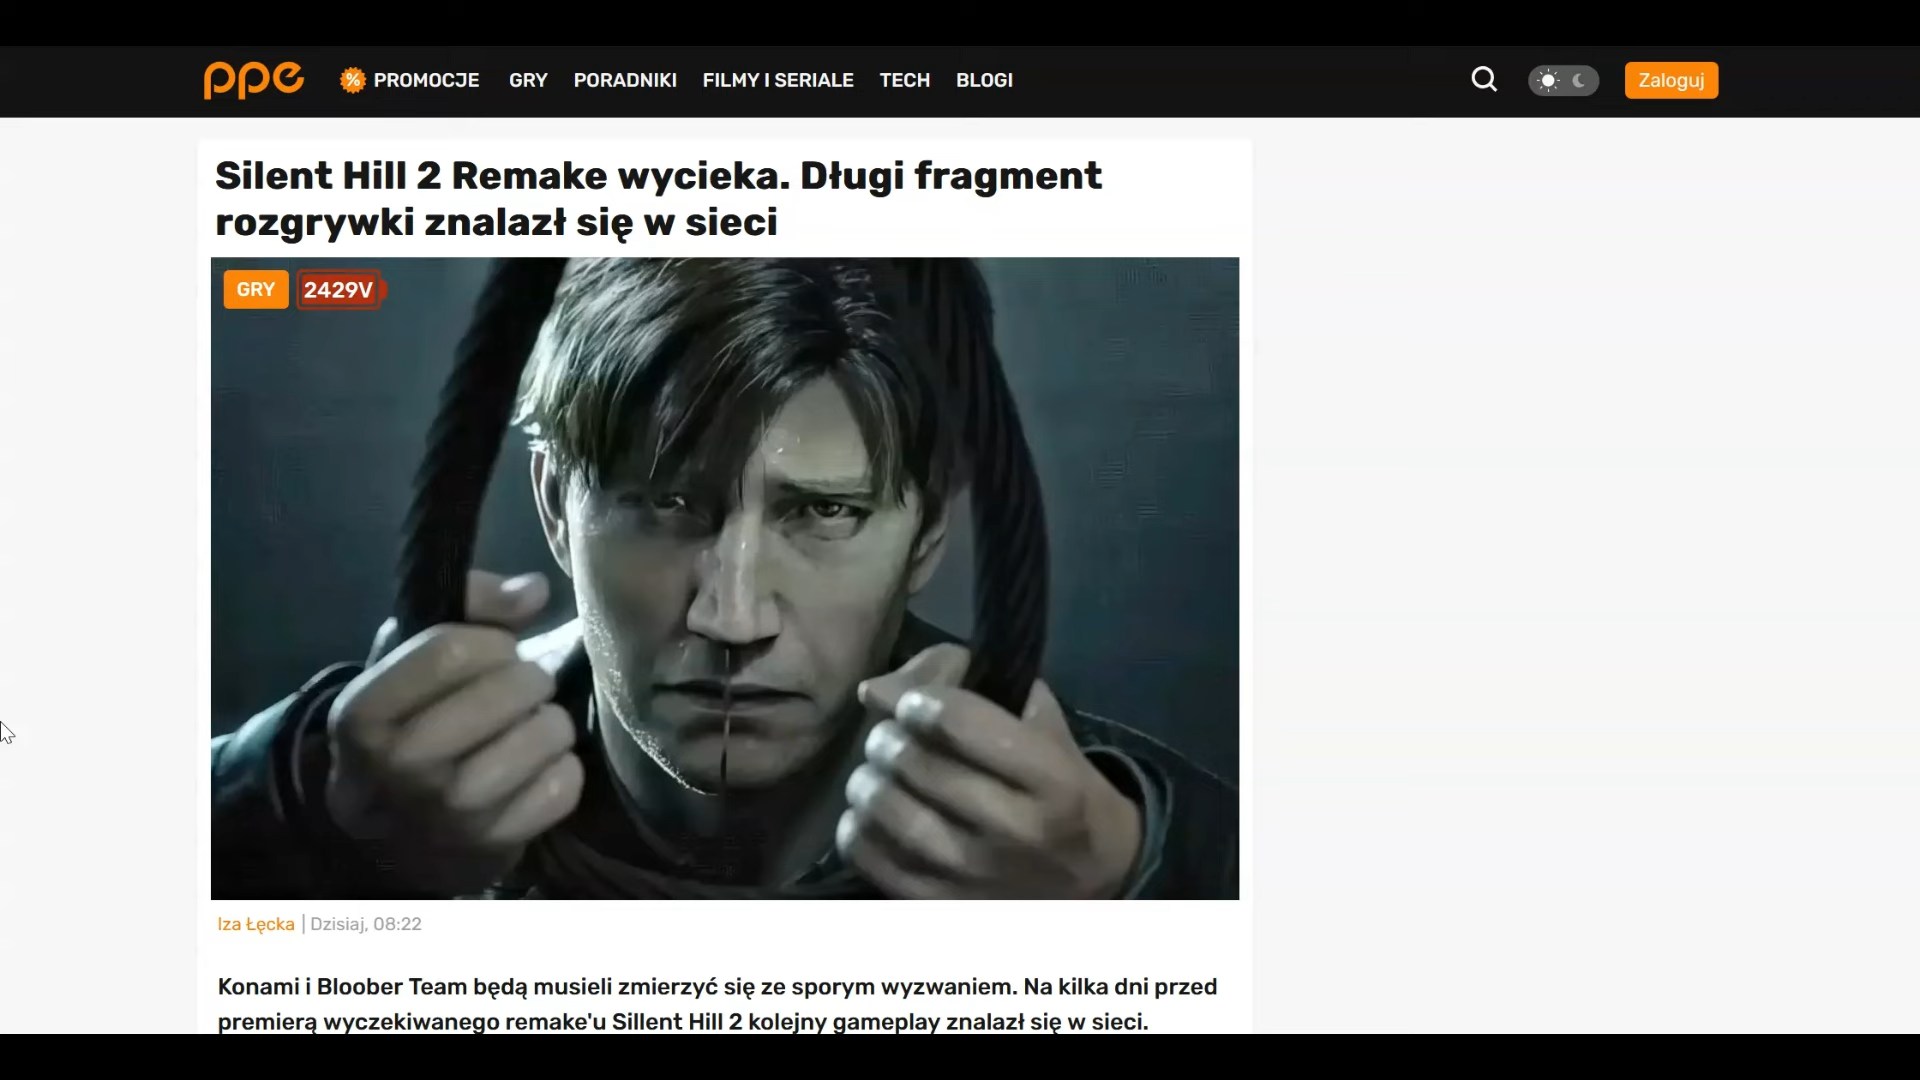 ppe
% PROMOCJE GRY PORADNIKI FILMY I SERIALE TECH BLOGI Zaloguj
Silent Hill 2 Remake wycieka. Długi fragment
rozgrywki znalazł się w sieci
GRY 2429V
Iza Łęcka | Dzisiaj, 08:22
Konami i Bloober Team będą musieli zmierzyć się ze sporym wyzwaniem. Na kilka dni przed
premierą wyczekiwanego remake'u Sillent Hill 2 kolejny gameplay znalazł się w sieci.